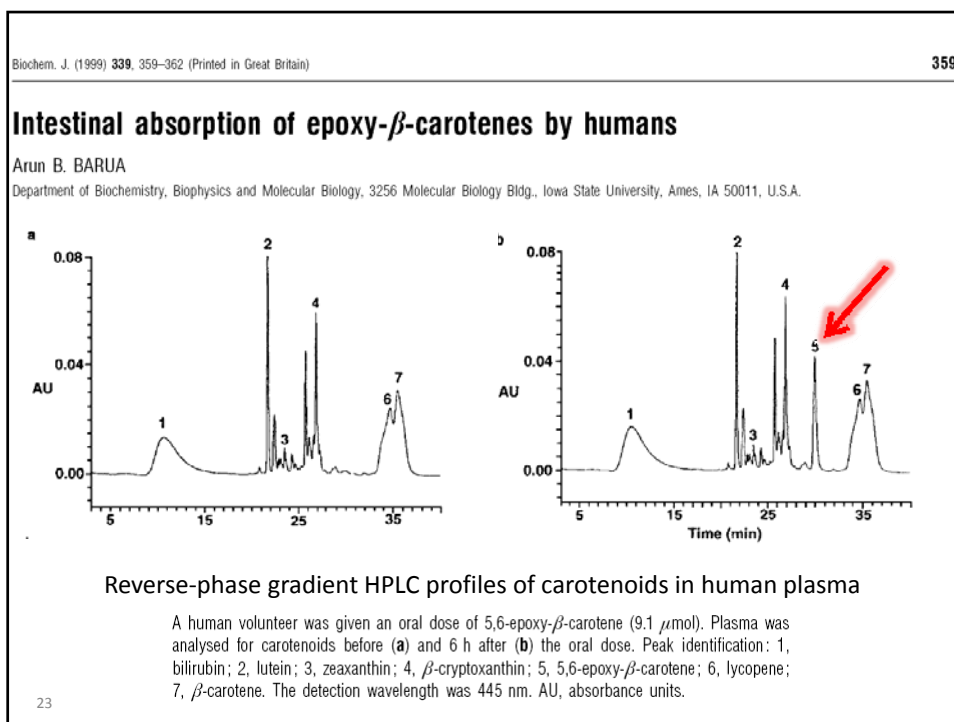 Biochem. J. (1999) 339, 359–362 (Printed in Great Britain)
359
Intestinal absorption of epoxy-β-carotenes by humans
Arun B. BARUA
Department of Biochemistry, Biophysics and Molecular Biology, 3256 Molecular Biology Bldg., Iowa State University, Ames, IA 50011, U.S.A.
a
0.08
0.04
AU
0.00
1
2
3
4
6
7
5
15
25
35
b
0.08
0.04
AU
0.00
1
2
3
4
5
6
7
5
15
25
35
Time (min)
Reverse-phase gradient HPLC profiles of carotenoids in human plasma
A human volunteer was given an oral dose of 5,6-epoxy-β-carotene (9.1 μmol). Plasma was
analysed for carotenoids before (a) and 6 h after (b) the oral dose. Peak identification: 1,
bilirubin; 2, lutein; 3, zeaxanthin; 4, β-cryptoxanthin; 5, 5,6-epoxy-β-carotene; 6, lycopene;
7, β-carotene. The detection wavelength was 445 nm. AU, absorbance units.
23